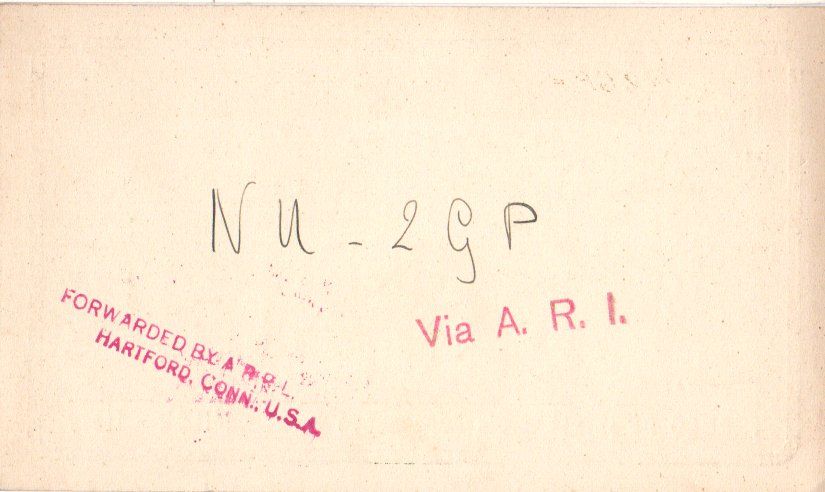 NU - 2GP
Via A. R. I.
FORWARDED BY A.R.R.L.
HARTFORD, CONN., U.S.A.